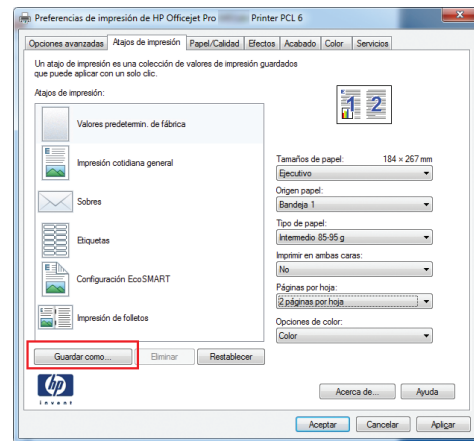 Preferencias de impresión de HP Officejet Pro Printer PCL 6
Opciones avanzadas Atajos de impresión Papel/Calidad Efectos Acabado Color Servicios
Un atajo de impresión es una colección de valores de impresión guardados
que puede aplicar con un solo clic.
Atajos de impresión:
Valores predetermin. de fábrica
Impresión cotidiana general
Sobres
Etiquetas
Configuración EcoSMART
Impresión de folletos
Guardar como... Eliminar Restablecer
1 2
Tamaños de papel: 184 × 267 mm
Ejecutivo
Origen papel:
Bandeja 1
Tipo de papel:
Intermedio 85-95 g
Imprimir en ambas caras:
No
Páginas por hoja:
2 páginas por hoja
Opciones de color:
Color
hp
invent
Acerca de... Ayuda
Aceptar Cancelar Aplicar